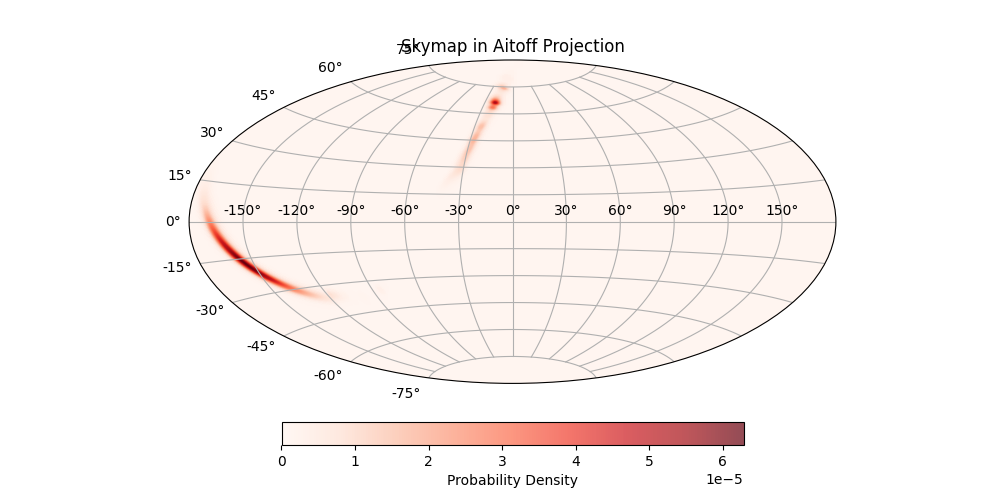 Skymap in Aitoff Projection
75°
60°
45°
30°
15°
0°
-150° -120° -90° -60° -30° 0° 30° 60° 90° 120° 150°
-15°
-30°
-45°
-60°
-75°
0 1 2 3 4 5 6
1e−5
Probability Density